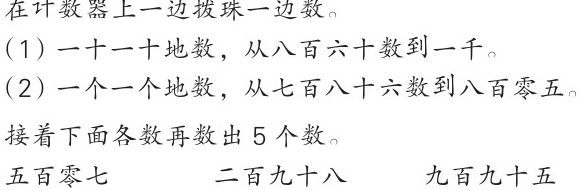 在计数器上一边拨珠一边数。
（1）一十一十地数，从八百六十数到一千。
（2）一个一个地数，从七百八十六数到八百零五。
接着下面各数再数出 5 个数。
五百零七 二百九十八 九百九十五